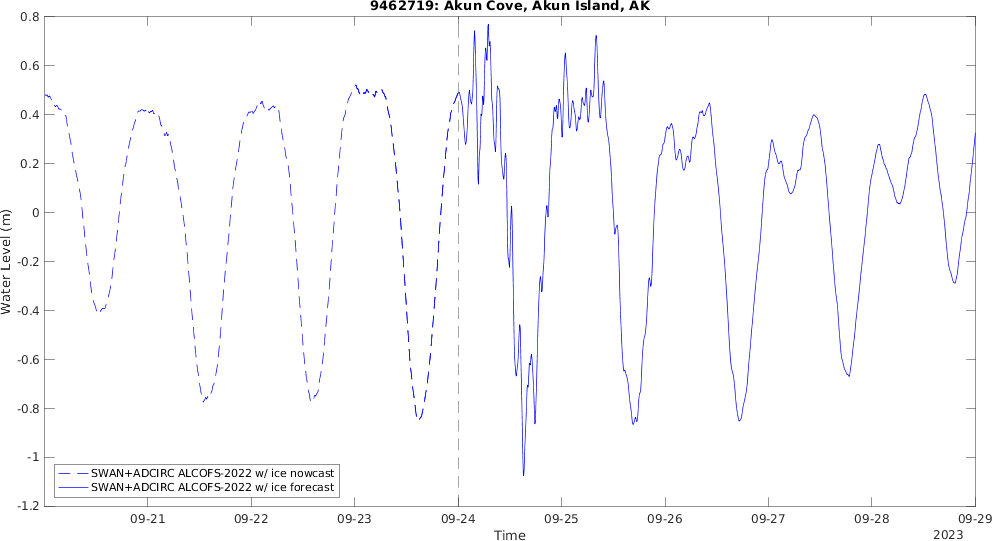 9462719: Akun Cove, Akun Island, AK
0.8
0.6
0.4
0.2
0
-0.2
-0.4
-0.6
-0.8
-1
-1.2
Water Level (m)
SWAN+ADCIRC ALCOFS-2022 w/ ice nowcast
SWAN+ADCIRC ALCOFS-2022 w/ ice forecast
09-21 09-22 09-23 09-24 09-25 09-26 09-27 09-28 09-29
Time
2023